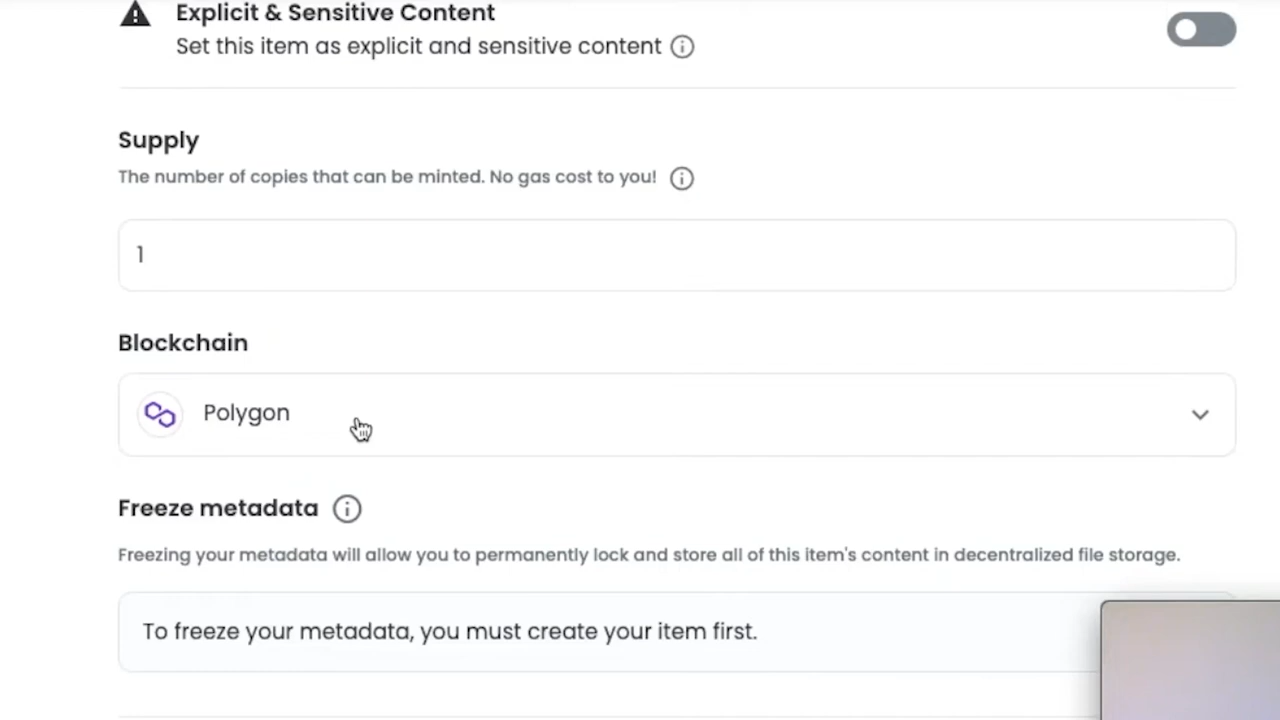 Explicit & Sensitive Content
Set this item as explicit and sensitive content
Supply
The number of copies that can be minted. No gas cost to you!
1
Blockchain
Polygon
Freeze metadata
Freezing your metadata will allow you to permanently lock and store all of this item's content in decentralized file storage.
To freeze your metadata, you must create your item first.